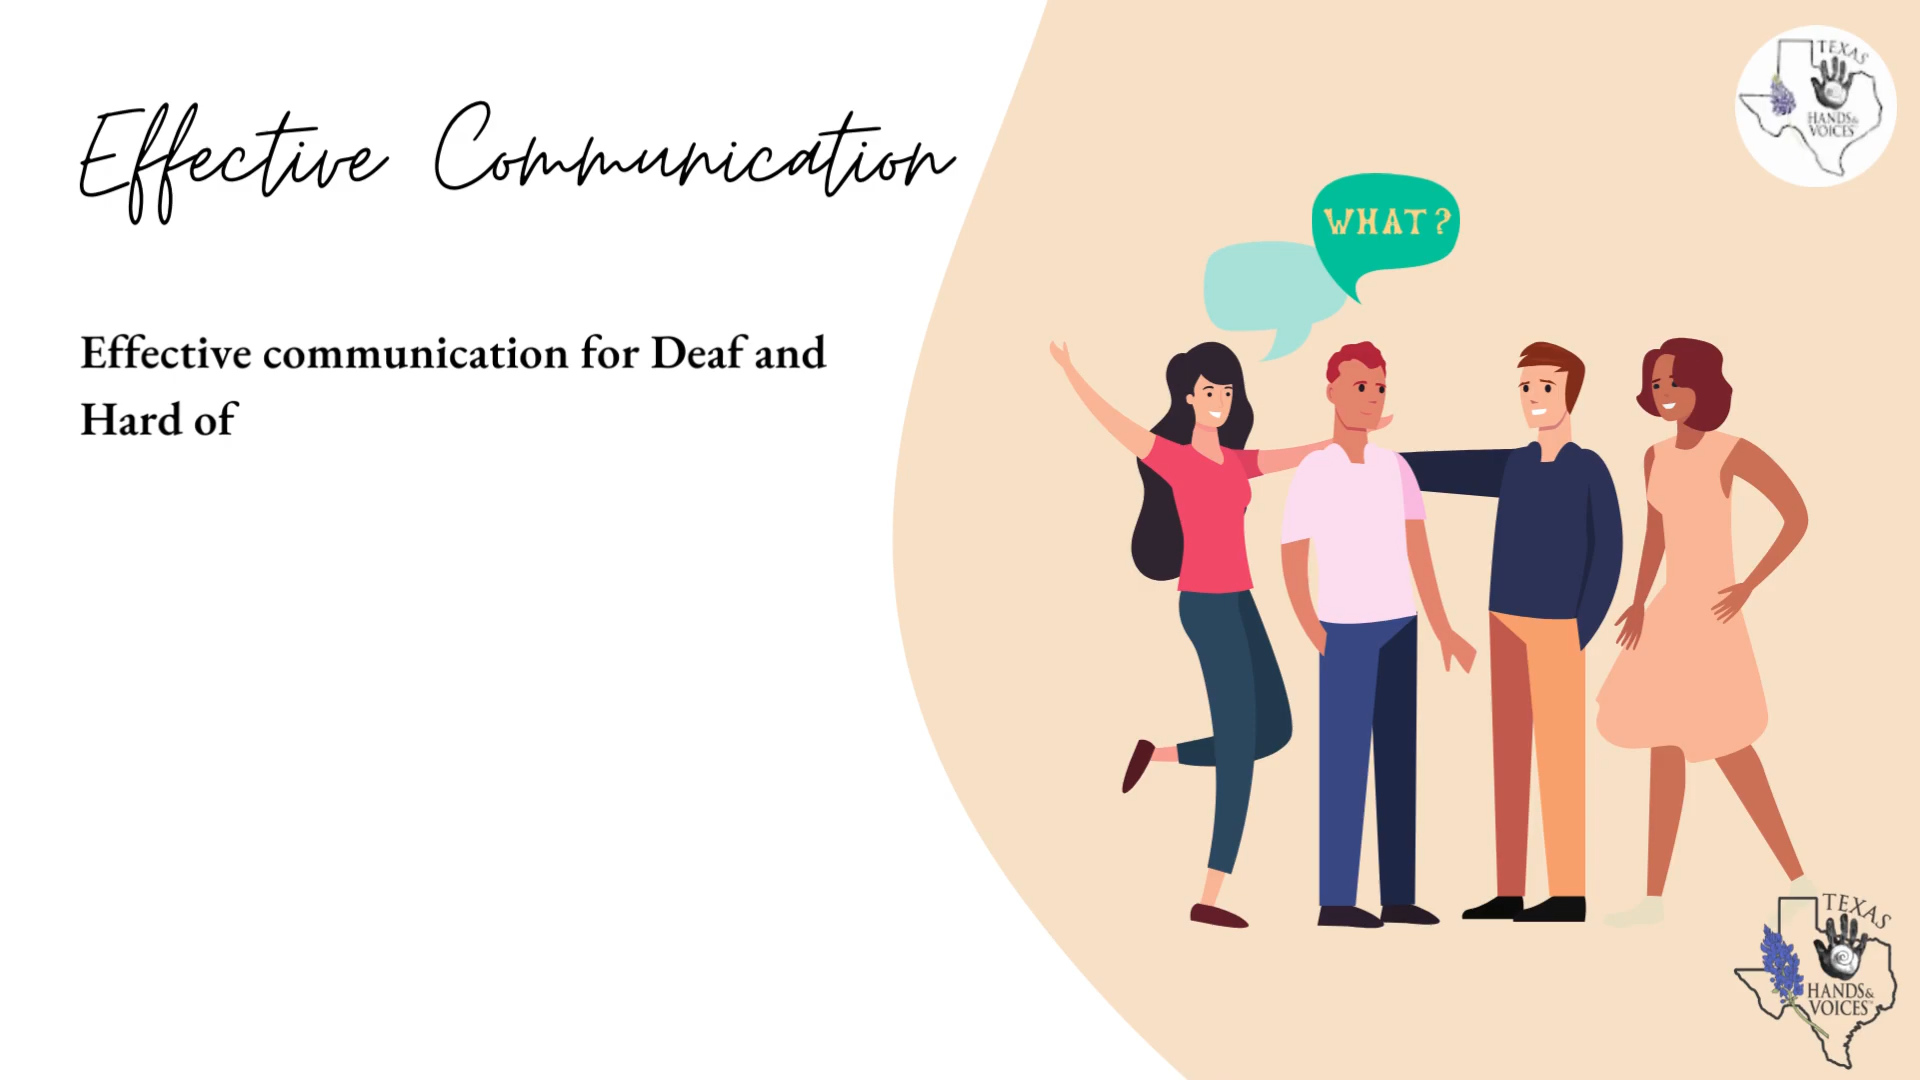 Effective Communication
Effective communication for Deaf and
Hard of
WHAT?
TEXAS
HANDS&
VOICES
TEXAS
HANDS&
VOICES